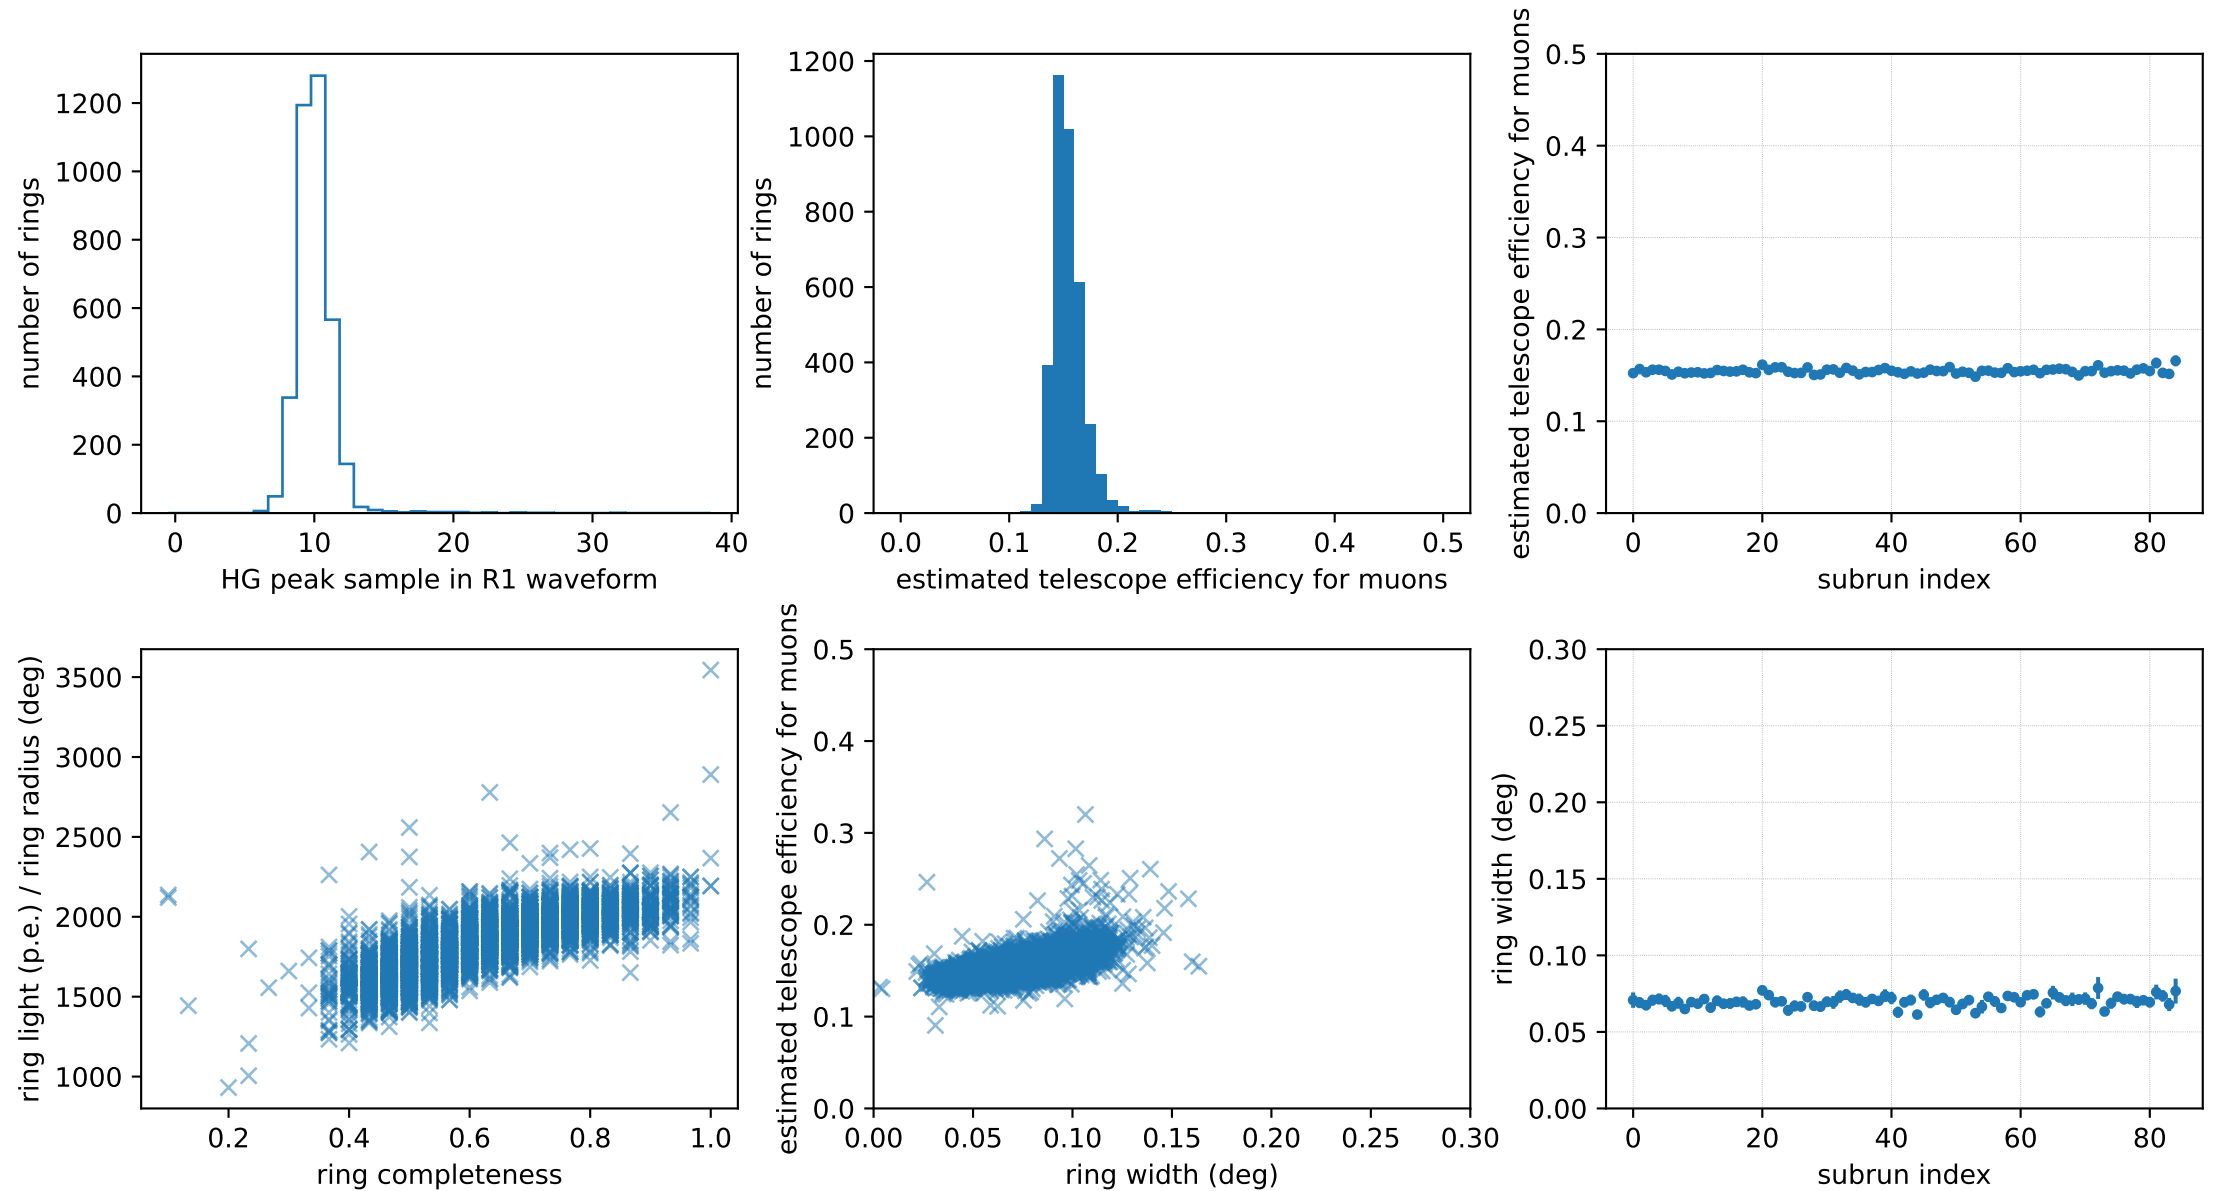 number of rings
1200
1000
800
600
400
200
0
0 10 20 30 40
HG peak sample in R1 waveform
number of rings
1200
1000
800
600
400
200
0
0.0 0.1 0.2 0.3 0.4 0.5
estimated telescope efficiency for muons
estimated telescope efficiency for muons
0.5
0.4
0.3
0.2
0.1
0.0
0 20 40 60 80
subrun index
ring light (p.e.) / ring radius (deg)
3500
3000
2500
2000
1500
1000
0.2 0.4 0.6 0.8 1.0
ring completeness
estimated telescope efficiency for muons
0.5
0.4
0.3
0.2
0.1
0.0
0.00 0.05 0.10 0.15 0.20 0.25 0.30
ring width (deg)
ring width (deg)
0.30
0.25
0.20
0.15
0.10
0.05
0.00
0 20 40 60 80
subrun index